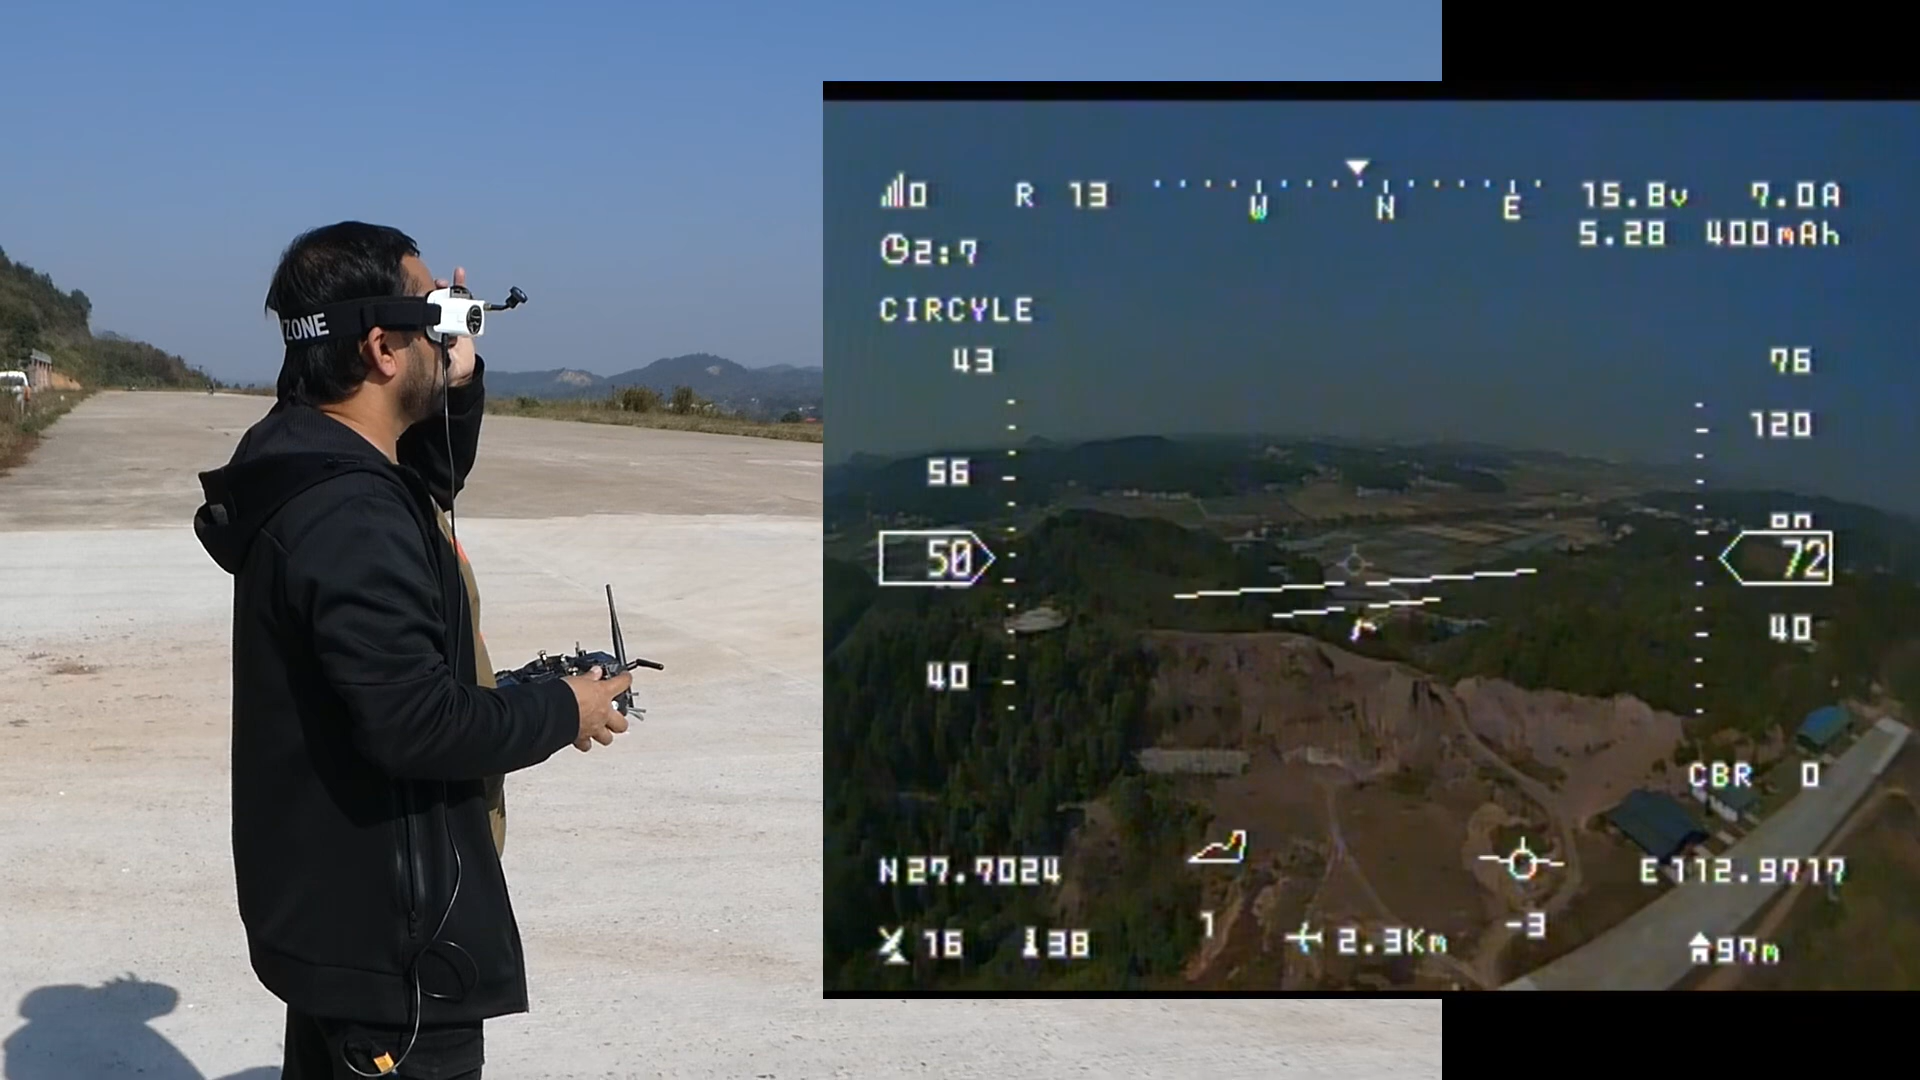 ZONE
0 R 13 W N E 15.8v 7.0A
5.28 400mAh
2:7
CIRCYLE
43 76
120
56
50 72
40
40
CBR 0
N27.7024 E112.9717
1 -3
16 38 2.3Km 97m